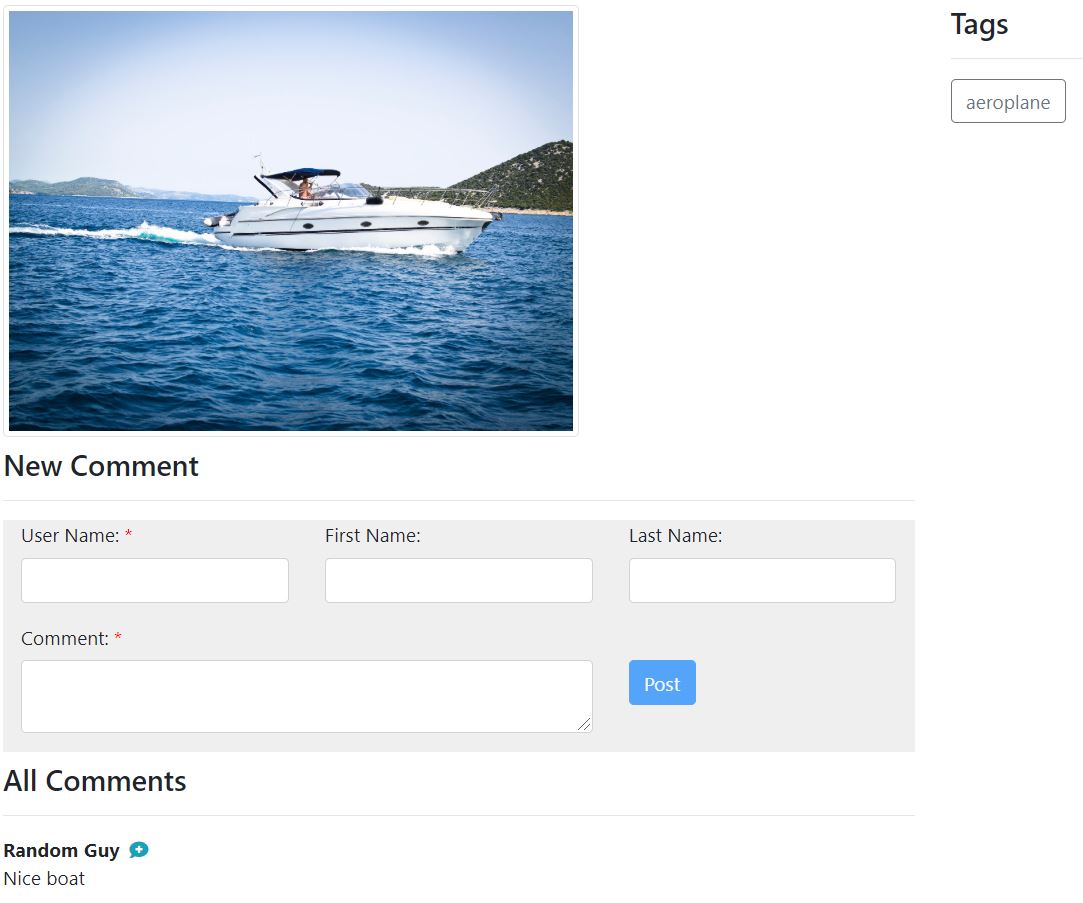 Tags
aeroplane
New Comment
User Name: *
First Name:
Last Name:
Comment: *
Post
All Comments
Random Guy
Nice boat